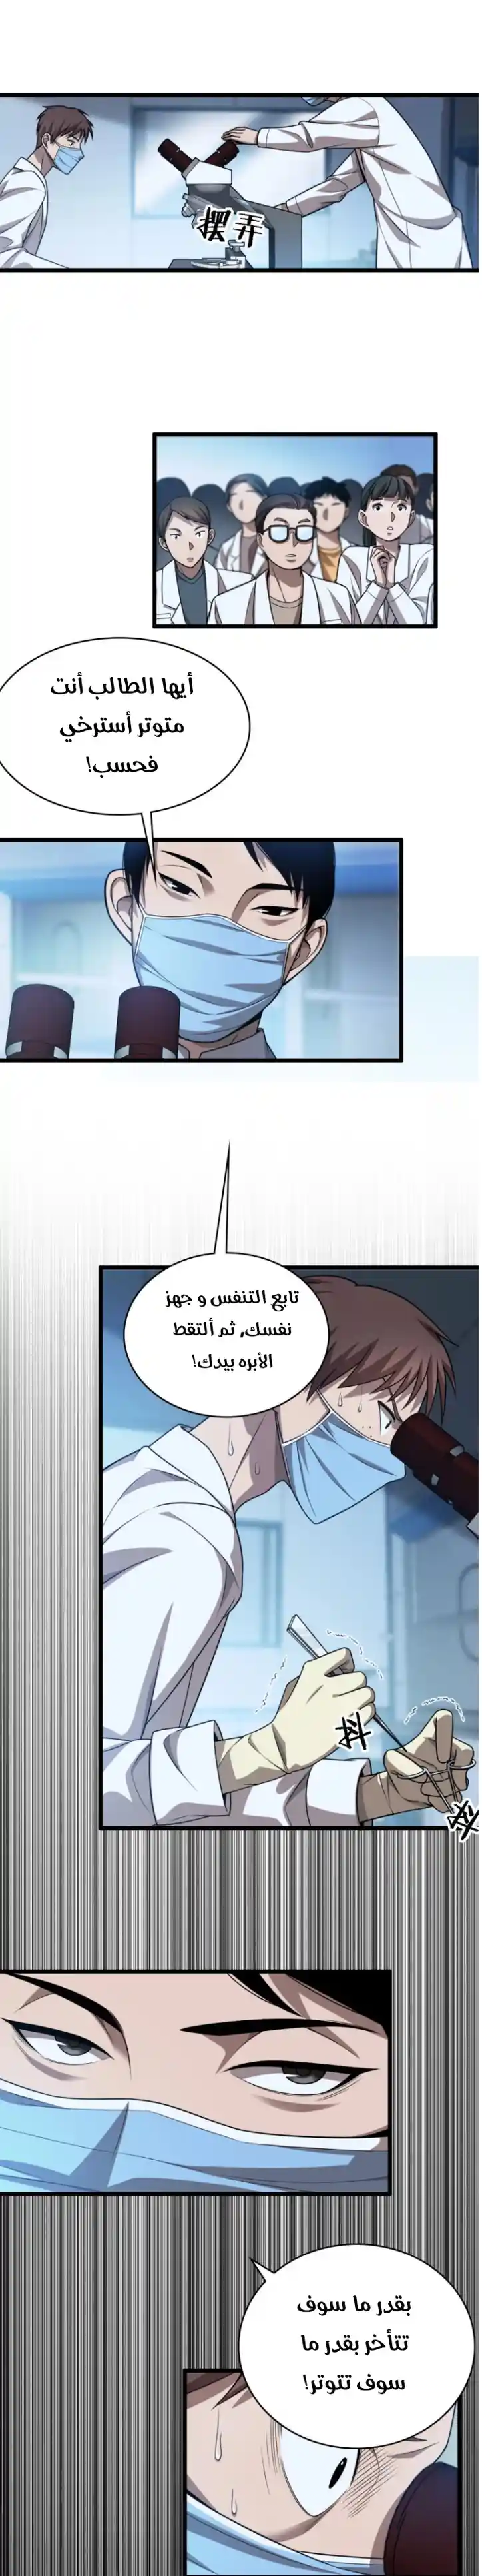 摆弄
أيها الطالب أنت
متوتر أسترخي
فحسب!
تابع التنفس و جهز
نفسك, ثم ألتقط
الأبره بيدك!
抖
抖
بقدر ما سوف
تتأخر بقدر ما
سوف تتوتر!